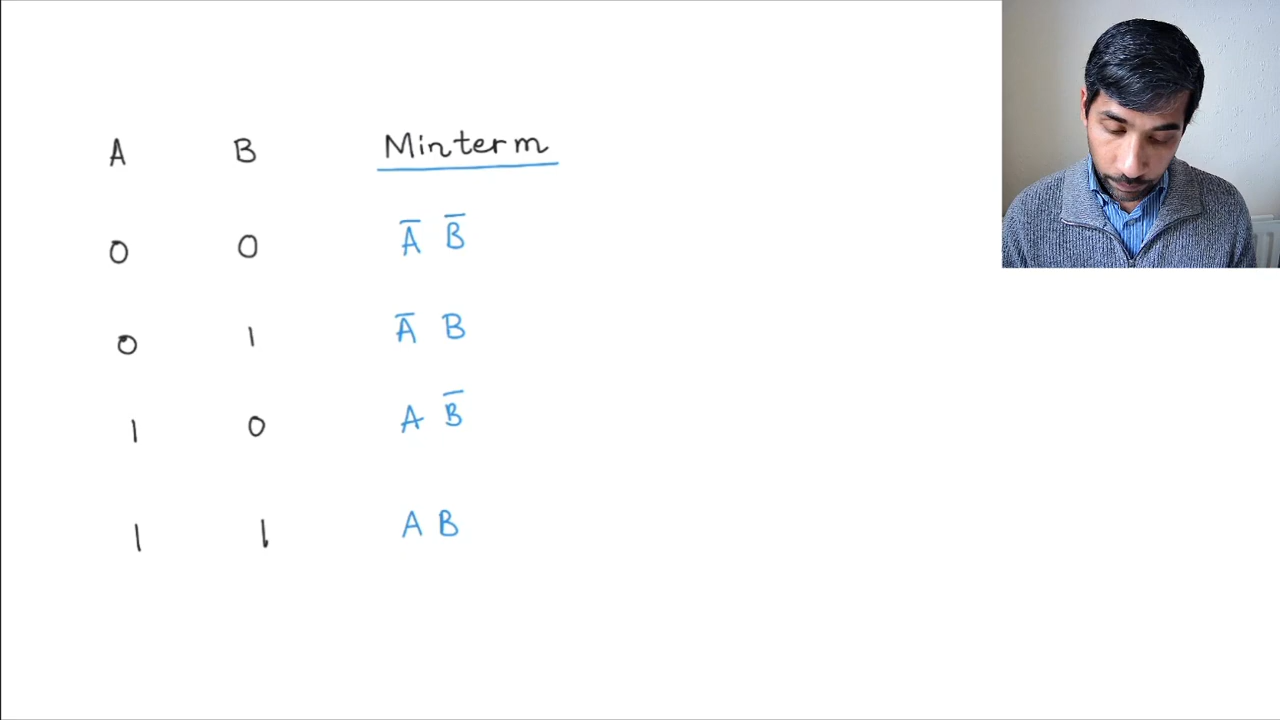 A B Minterm
0 0 A̅ B̅
0 1 A̅ B
1 0 A B̅
1 1 A B